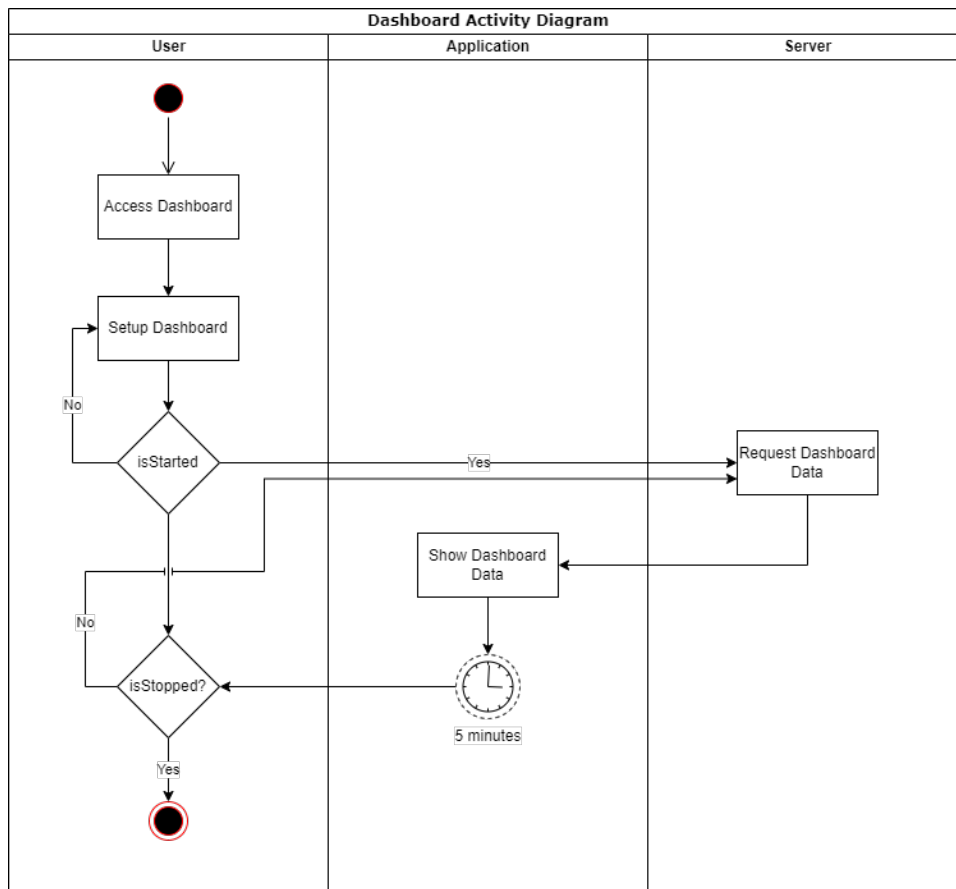 Dashboard Activity Diagram
User
Application
Server
Access Dashboard
Setup Dashboard
No
isStarted
Yes
Request Dashboard
Data
Show Dashboard
Data
No
isStopped?
5 minutes
Yes